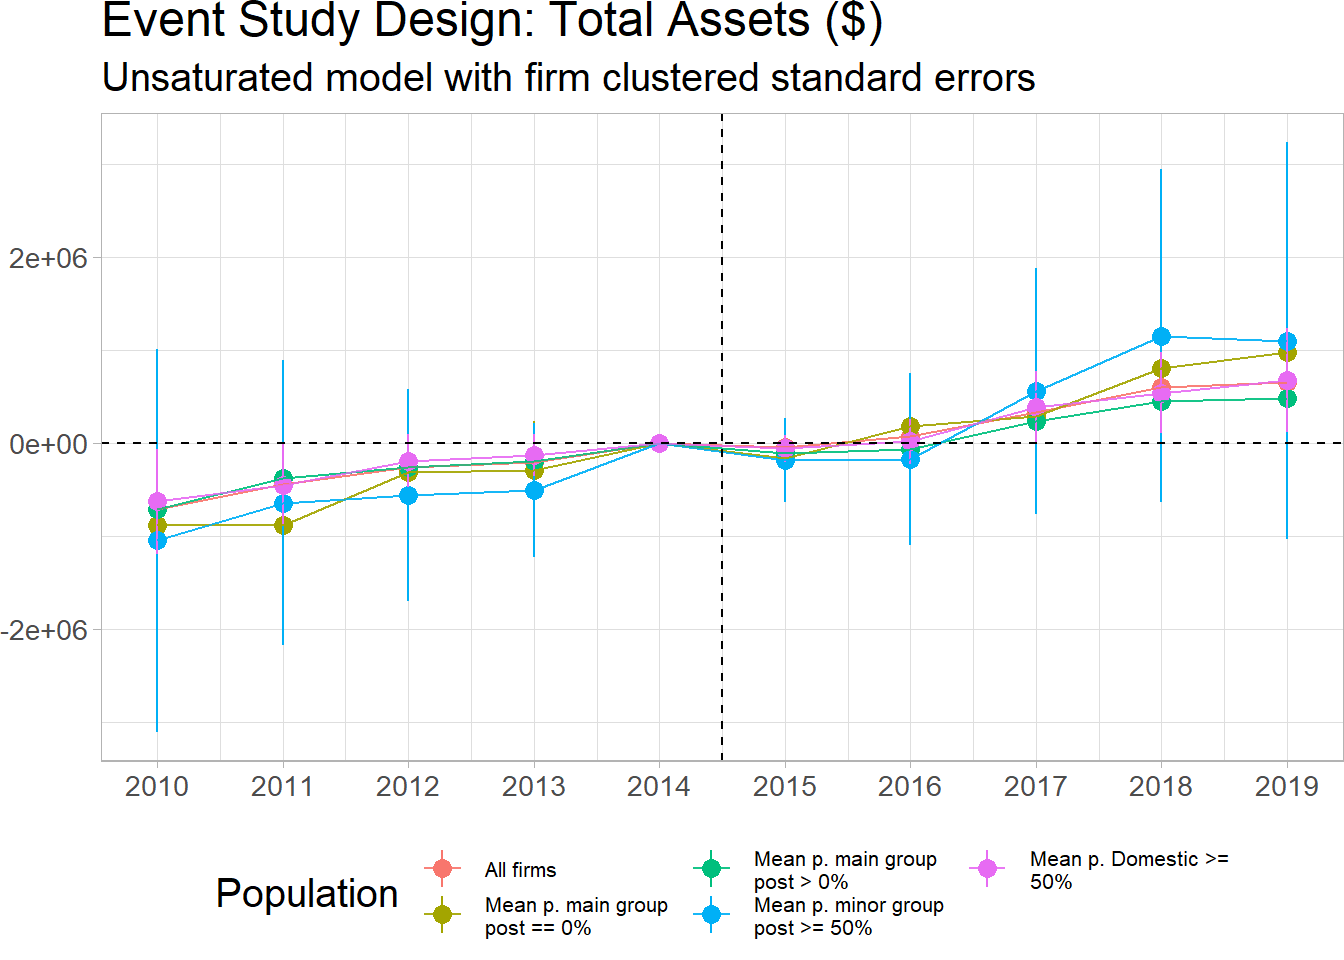 Event Study Design: Total Assets ($)
Unsaturated model with firm clustered standard errors
2e+06
0e+00
-2e+06
2010 2011 2012 2013 2014 2015 2016 2017 2018 2019
Population
All firms
Mean p. main group
post == 0%
Mean p. main group
post > 0%
Mean p. minor group
post >= 50%
Mean p. Domestic >=
50%